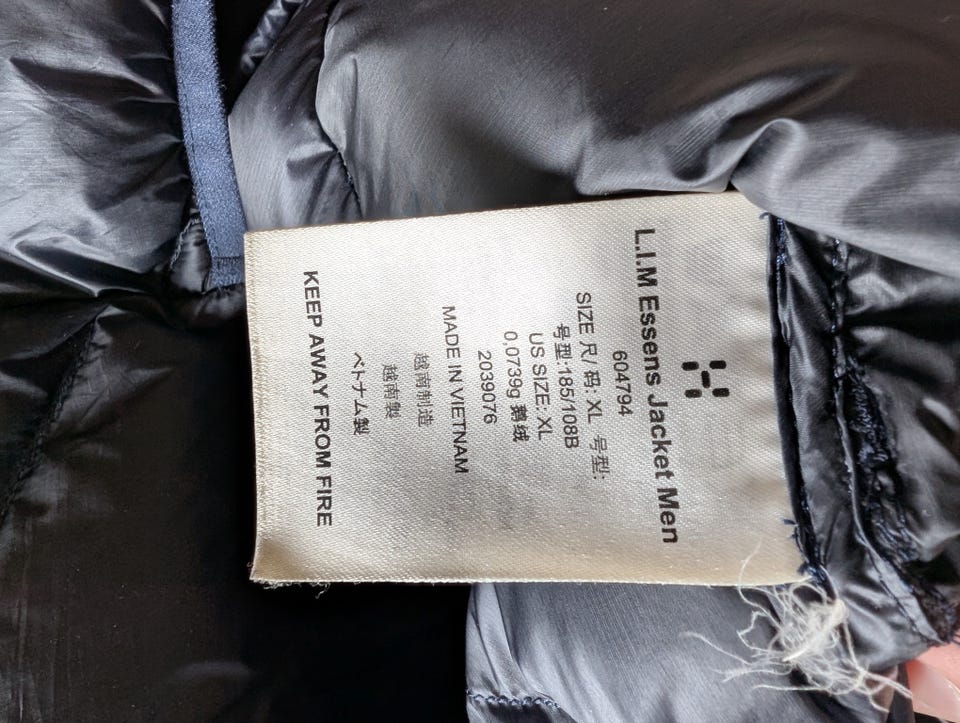 L.I.M Essens Jacket Men
604794
SIZE 尺/码: XL 号型:
号型:185/108B
US SIZE: XL
0,0739g 鹅绒
2039076
MADE IN VIETNAM
越南制造
越南製
ベトナム製
KEEP AWAY FROM FIRE